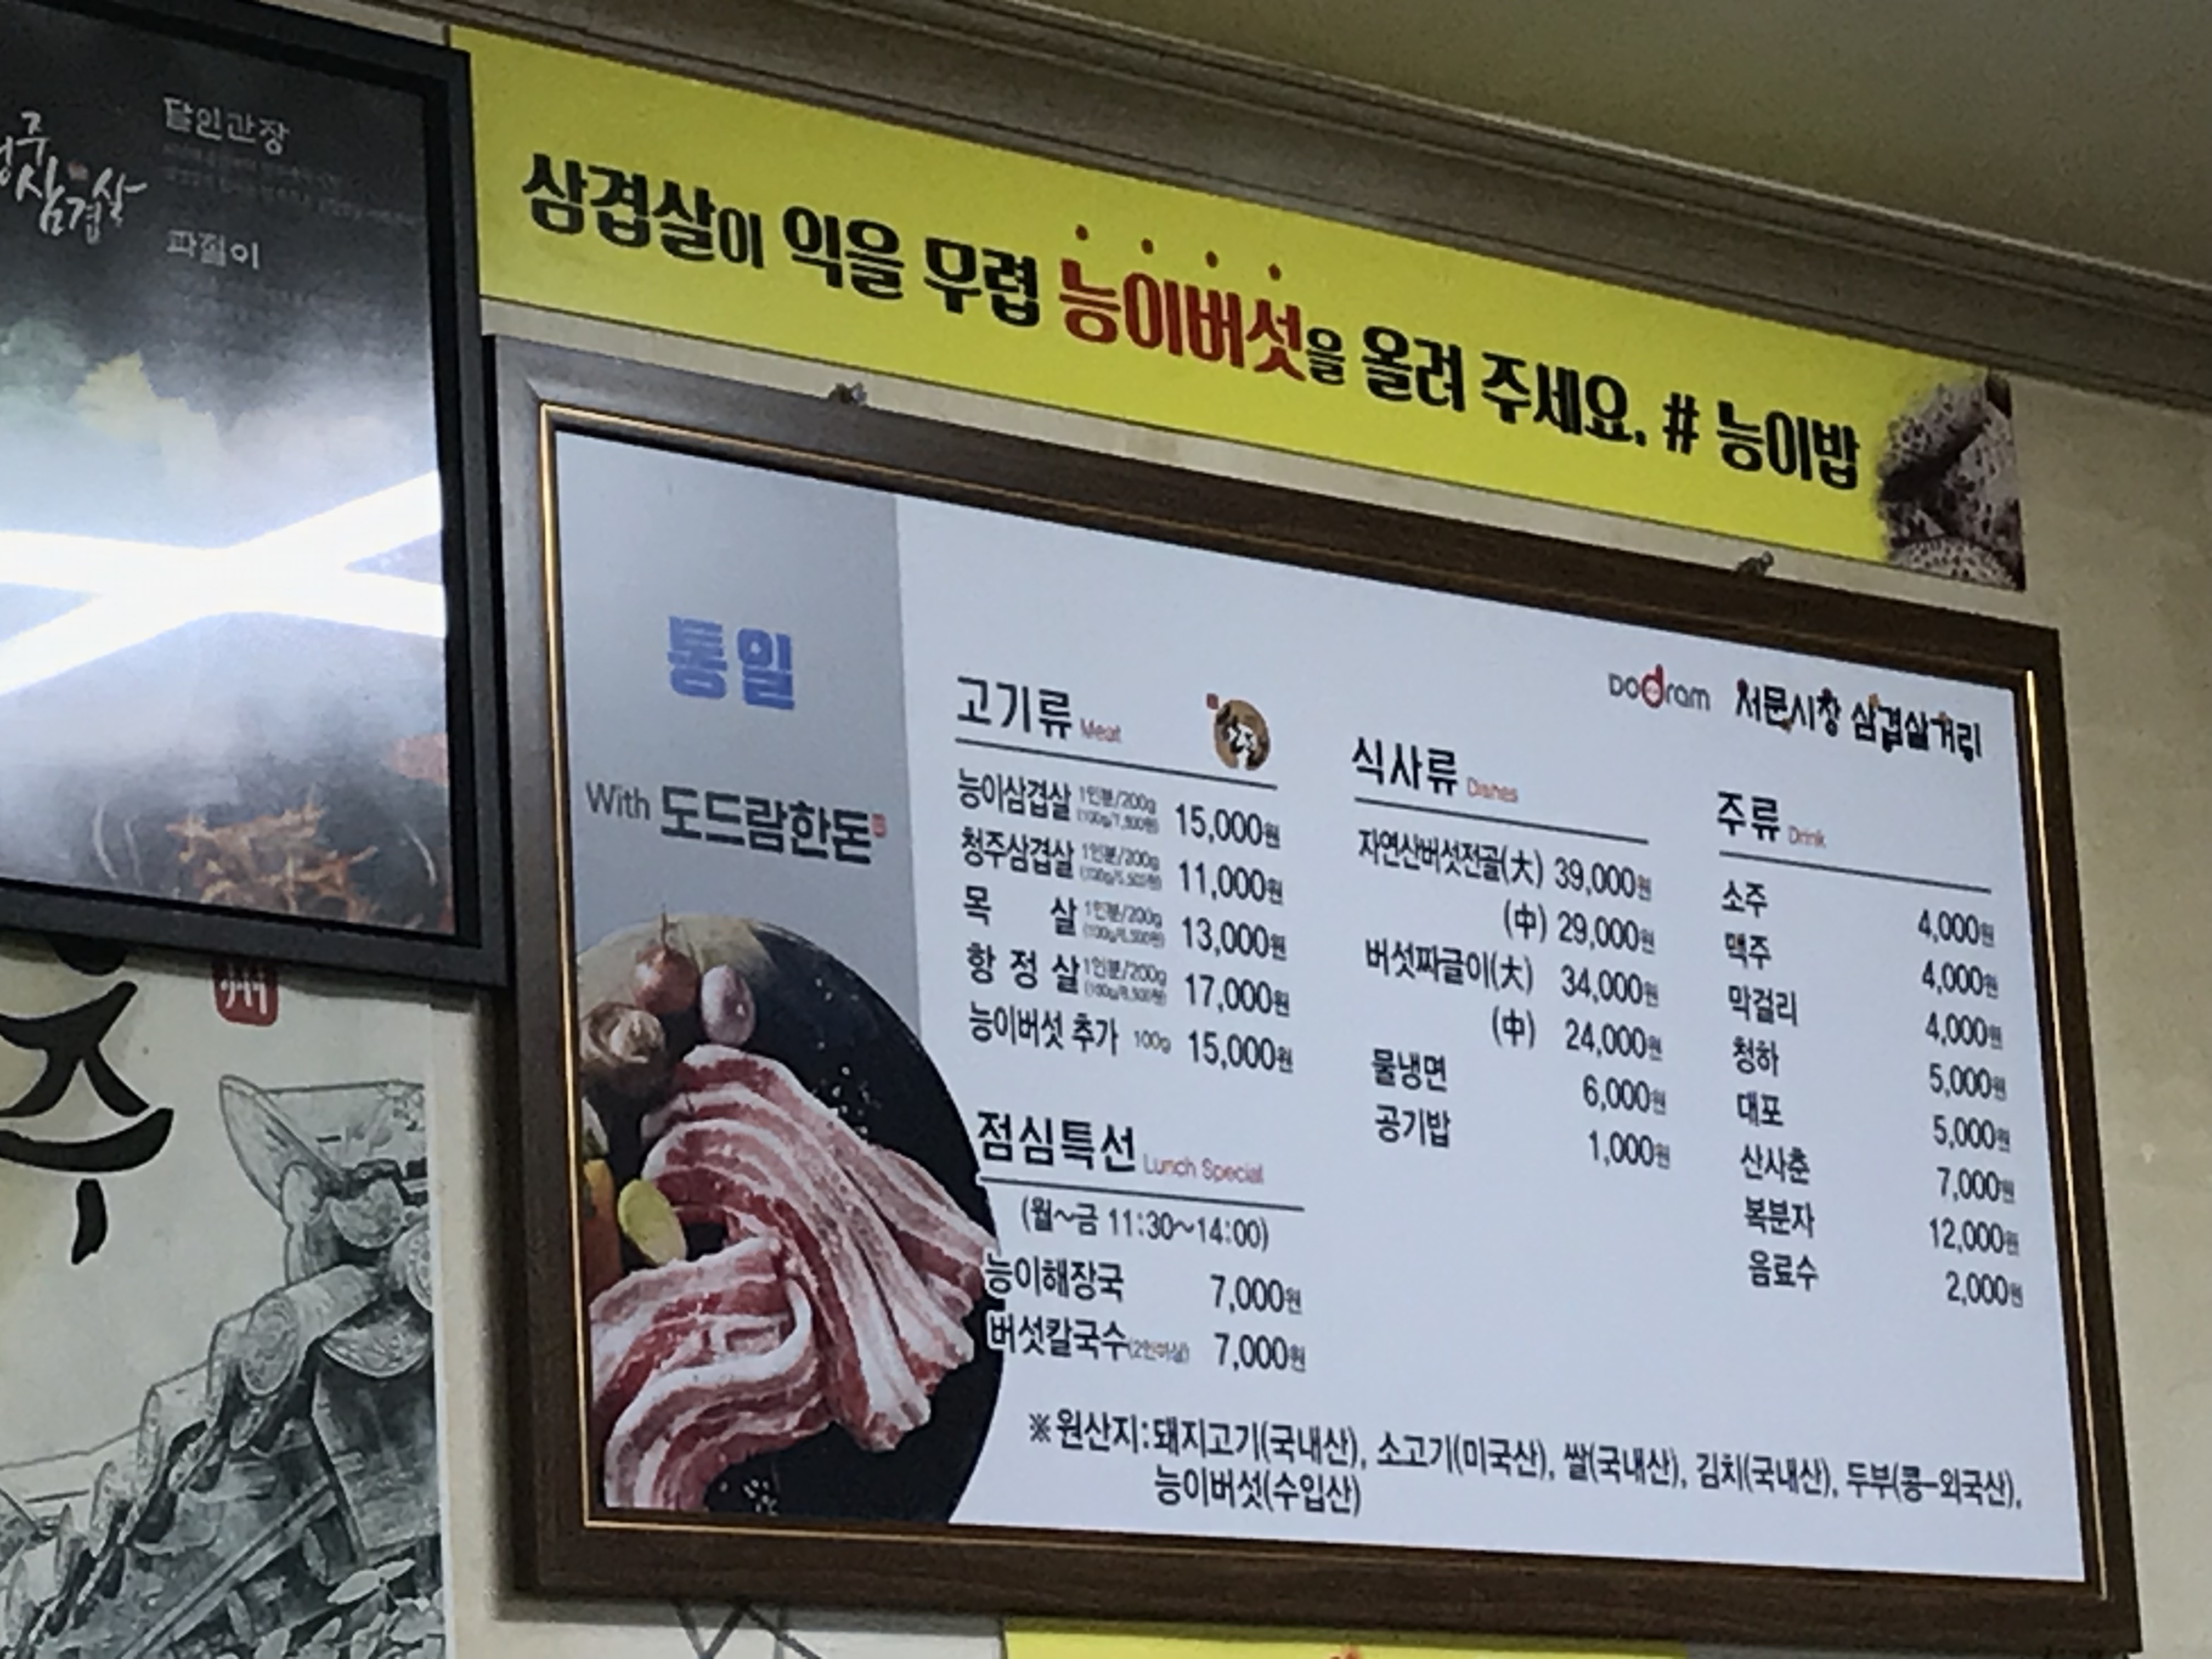 달인간장
삼겹살
파절이
삼겹살이 익을 무렵 능이버섯을 올려 주세요. # 능이밥
통일
With 도드람한돈
Dodram 서문시장 삼겹살거리
고기류 Meat
능이삼겹살 1인분/200g 15,000원
청주삼겹살 1인분/200g 11,000원
목 살 1인분/200g 13,000원
항 정 살 1인분/200g 17,000원
능이버섯 추가 100g 15,000원
점심특선 Lunch Special
(월~금 11:30~14:00)
능이해장국 7,000원
버섯칼국수(2인이상) 7,000원
식사류 Dishes
자연산버섯전골(大) 39,000원
(中) 29,000원
버섯짜글이(大) 34,000원
(中) 24,000원
물냉면 6,000원
공기밥 1,000원
주류 Drink
소주 4,000원
맥주 4,000원
막걸리 4,000원
청하 5,000원
대포 5,000원
산사춘 7,000원
복분자 12,000원
음료수 2,000원
※원산지:돼지고기(국내산), 소고기(미국산), 쌀(국내산), 김치(국내산), 두부(콩-외국산),
능이버섯(수입산)